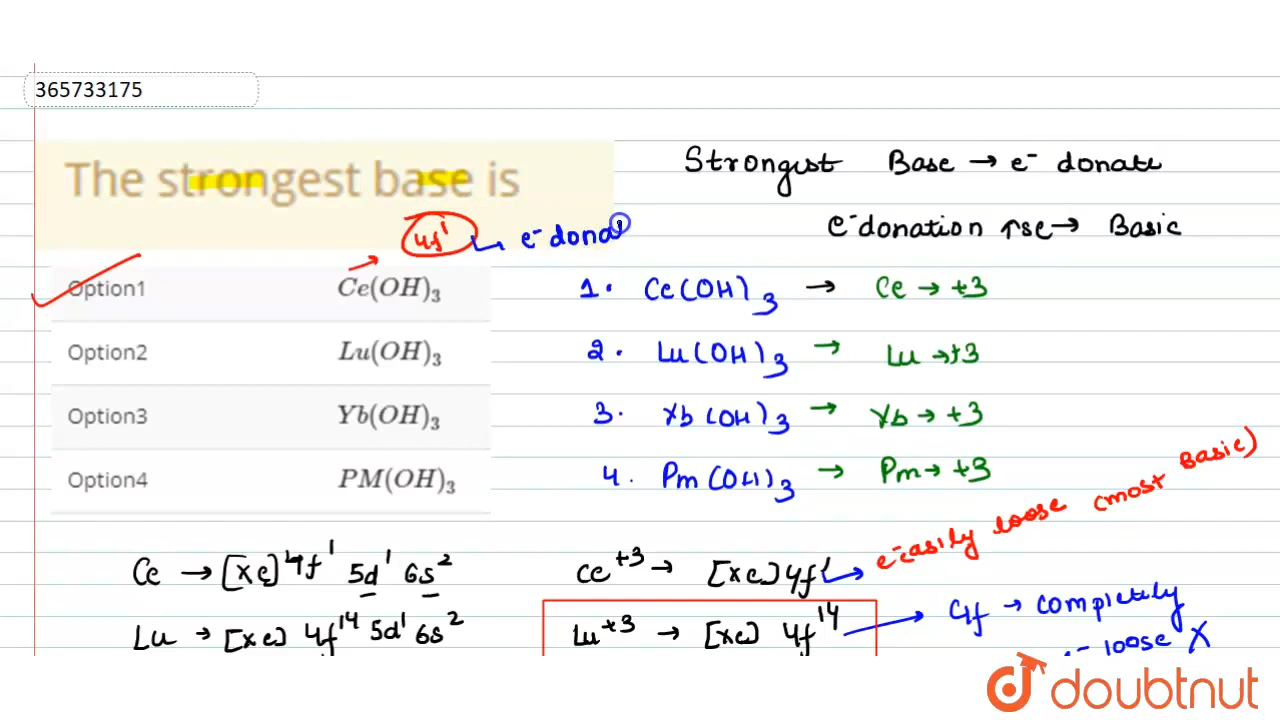 365733175
The strongest base is
Strongest Base → e⁻ donate
e⁻donation ↑se → Basic
4f¹ ↳ e⁻ donat
Option1 Ce(OH)₃
1. Ce(OH)₃ → Ce → +3
Option2 Lu(OH)₃
2. Lu(OH)₃ → Lu → +3
Option3 Yb(OH)₃
3. Yb(OH)₃ → Yb → +3
Option4 PM(OH)₃
4. Pm(OH)₃ → Pm → +3
e⁻ easily loose (most basic)
Ce → [Xe] 4f¹ 5d¹ 6s²
Ce⁺³ → [Xe] 4f¹
Lu → [Xe] 4f¹⁴ 5d¹ 6s²
Lu⁺³ → [Xe] 4f¹⁴ → 4f → completely
e⁻ loose X
doubtnut